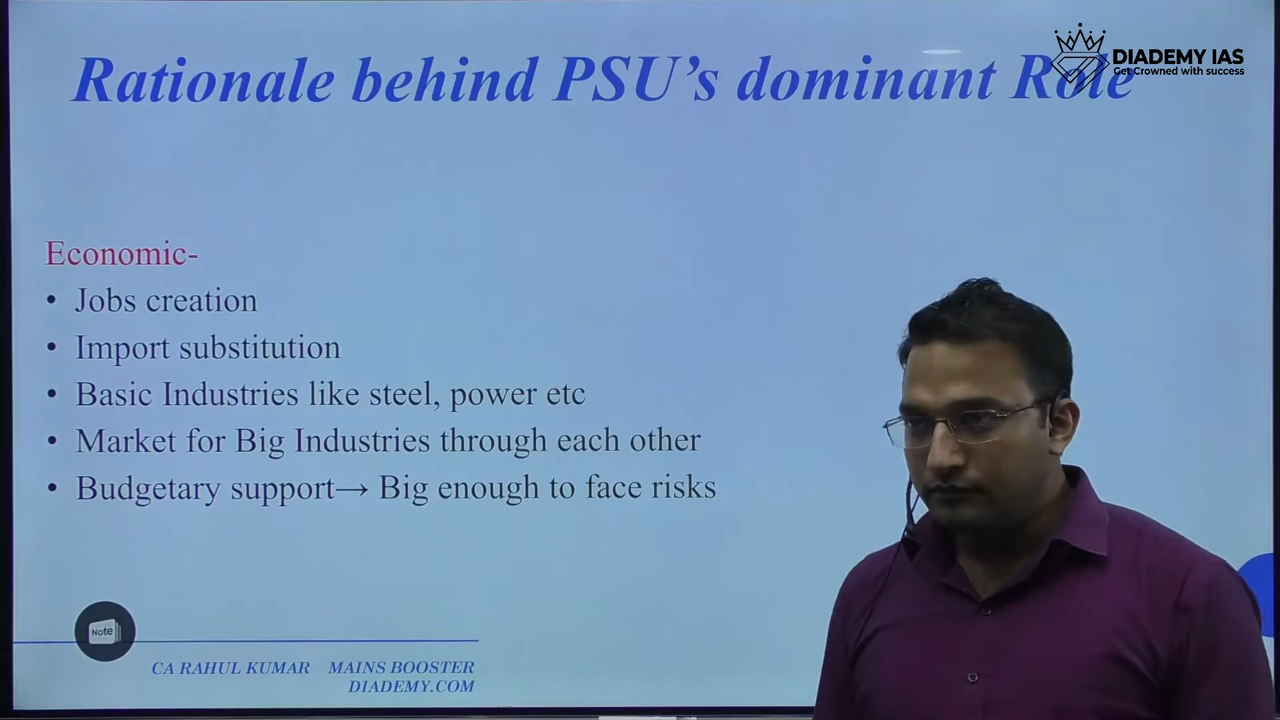 Rationale behind PSU's dominant Role
DIADEMY IAS
Get Crowned with success
Economic-
• Jobs creation
• Import substitution
• Basic Industries like steel, power etc
• Market for Big Industries through each other
• Budgetary support→ Big enough to face risks
Note
CA RAHUL KUMAR MAINS BOOSTER
DIADEMY.COM